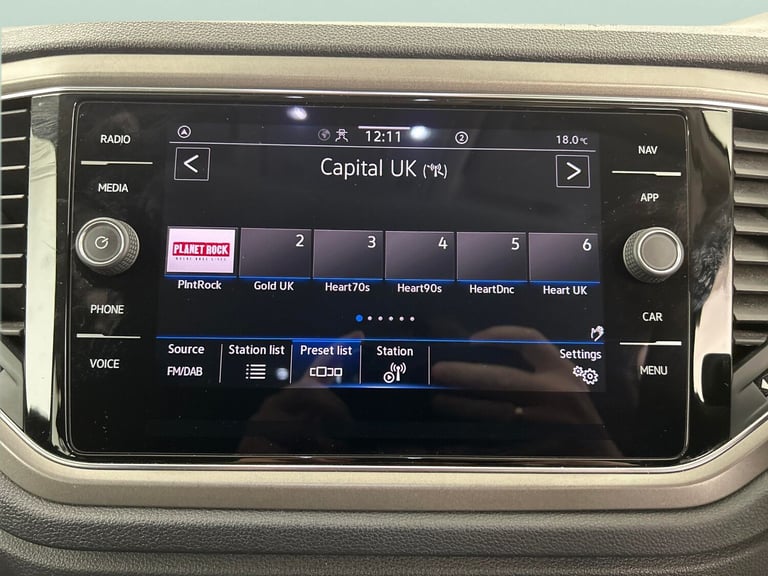 RADIO
MEDIA
PHONE
VOICE
12:11
2
18.0°C
Capital UK
PLANET ROCK
2
3
4
5
6
PlntRock
Gold UK
Heart70s
Heart90s
HeartDnc
Heart UK
Source
FM/DAB
Station list
Preset list
Station
Settings
NAV
APP
CAR
MENU